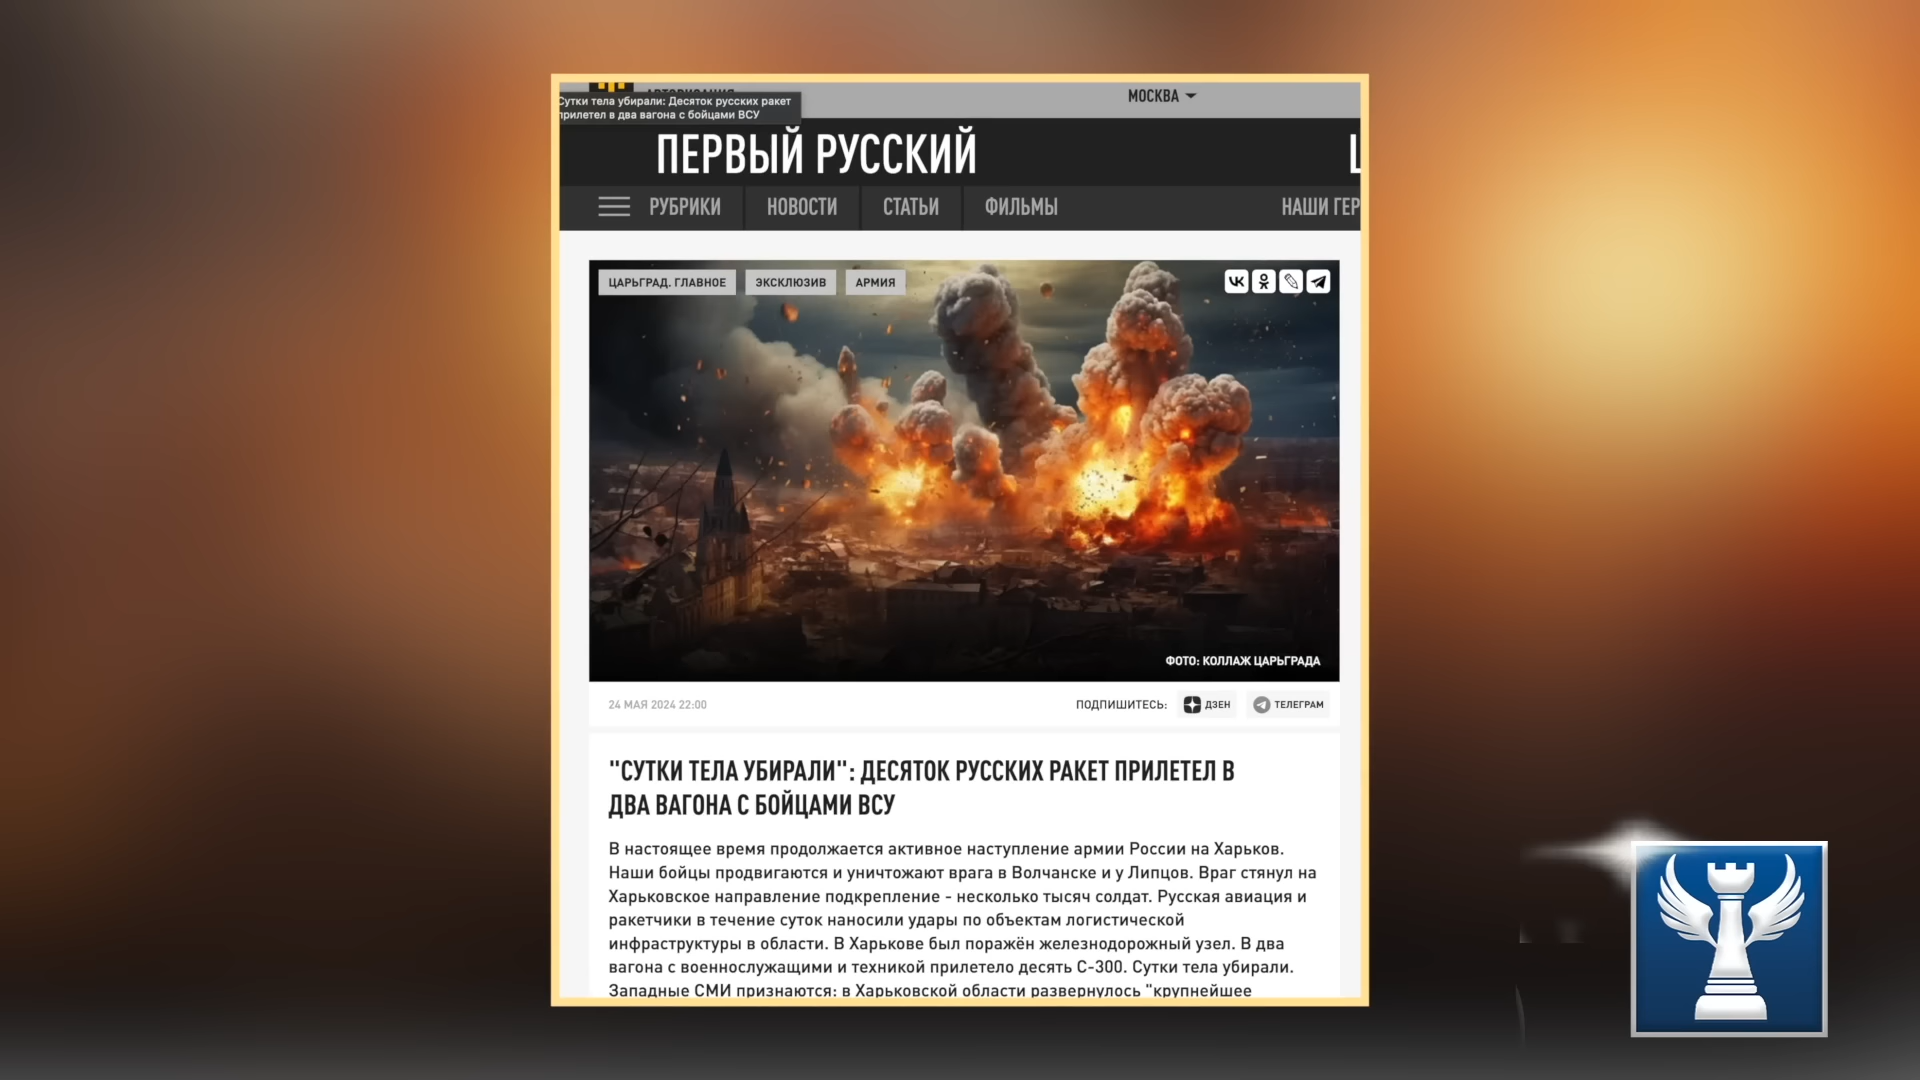 АВТОРИЗАЦИЯ
МОСКВА
Сутки тела убирали: Десяток русских ракет
прилетел в два вагона с бойцами ВСУ
ПЕРВЫЙ РУССКИЙ
РУБРИКИ НОВОСТИ СТАТЬИ ФИЛЬМЫ НАШИ ГЕР
ЦАРЬГРАД. ГЛАВНОЕ ЭКСКЛЮЗИВ АРМИЯ
ФОТО: КОЛЛАЖ ЦАРЬГРАДА
24 МАЯ 2024 22:00 ПОДПИШИТЕСЬ: ДЗЕН ТЕЛЕГРАМ
"СУТКИ ТЕЛА УБИРАЛИ": ДЕСЯТОК РУССКИХ РАКЕТ ПРИЛЕТЕЛ В
ДВА ВАГОНА С БОЙЦАМИ ВСУ
В настоящее время продолжается активное наступление армии России на Харьков.
Наши бойцы продвигаются и уничтожают врага в Волчанске и у Липцов. Враг стянул на
Харьковское направление подкрепление - несколько тысяч солдат. Русская авиация и
ракетчики в течение суток наносили удары по объектам логистической
инфраструктуры в области. В Харькове был поражён железнодорожный узел. В два
вагона с военнослужащими и техникой прилетело десять С-300. Сутки тела убирали.
Западные СМИ признаются: в Харьковской области развернулось "крупнейшее